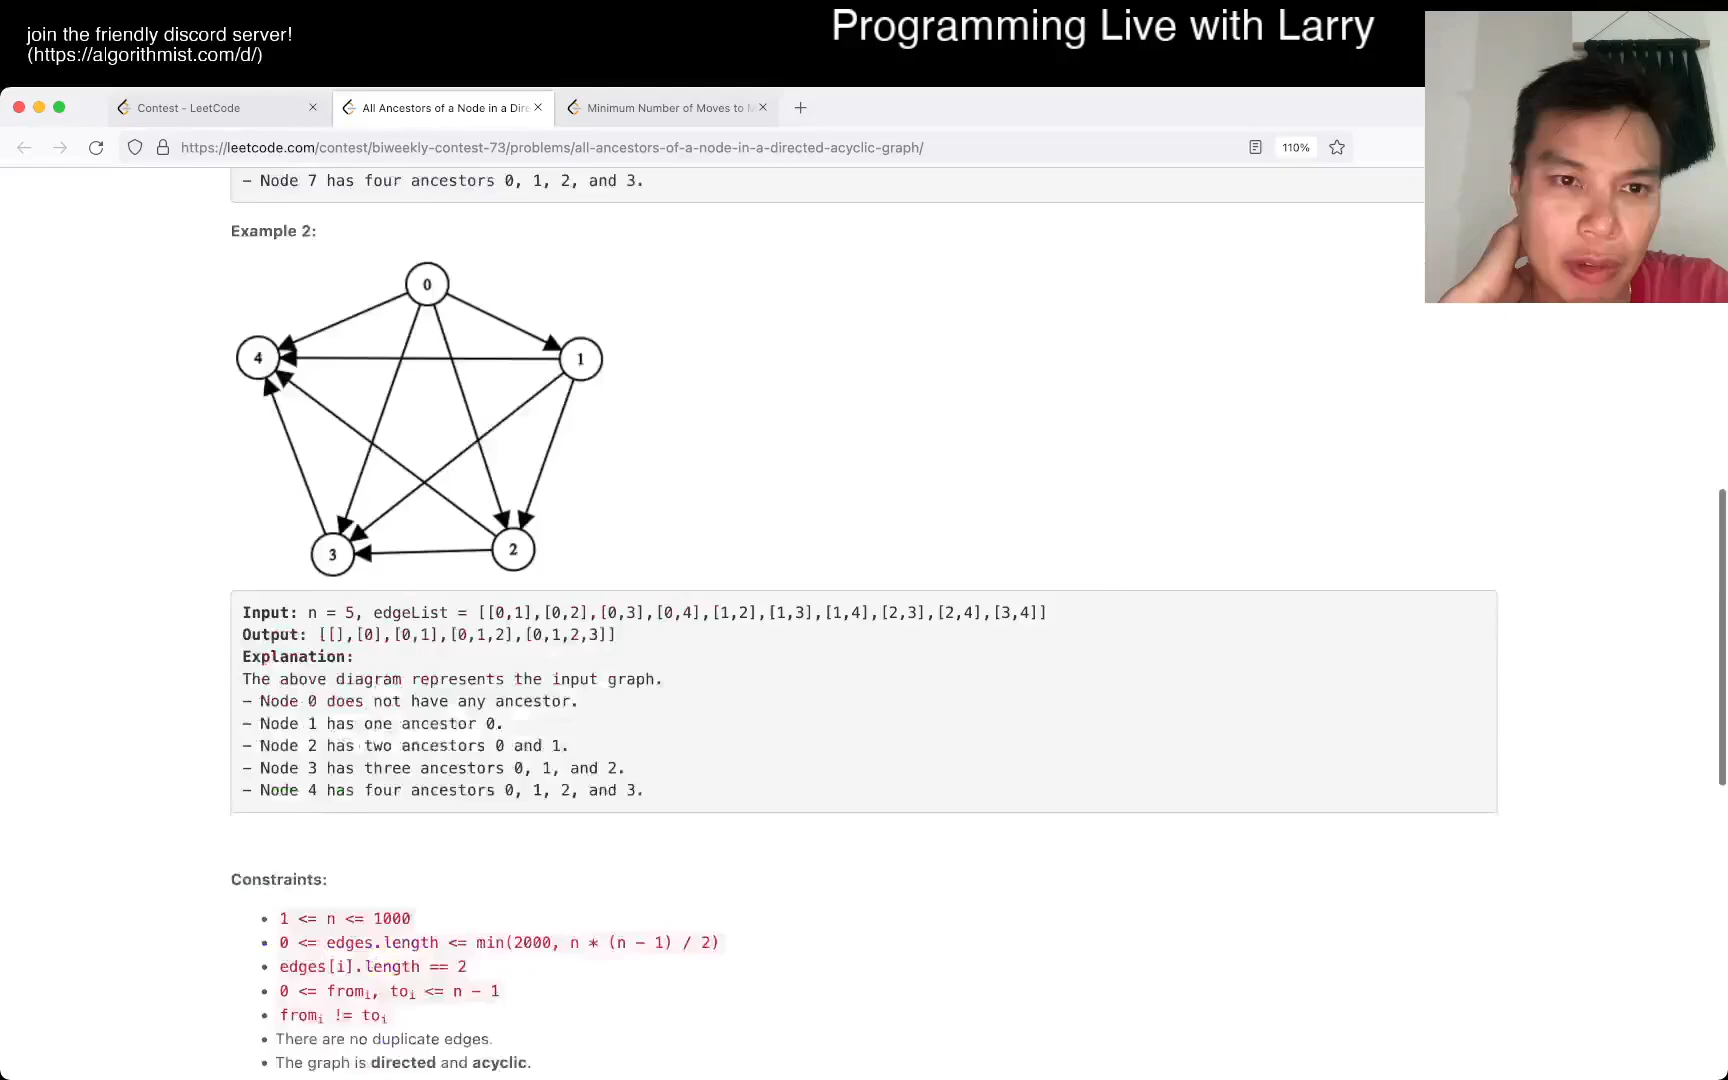 join the friendly discord server!
(https://algorithmist.com/d/)
Programming Live with Larry
Contest - LeetCode
All Ancestors of a Node in a Dire
Minimum Number of Moves to M
https://leetcode.com/contest/biweekly-contest-73/problems/all-ancestors-of-a-node-in-a-directed-acyclic-graph/
110%
– Node 7 has four ancestors 0, 1, 2, and 3.
Example 2:
0
4
1
3
2
Input: n = 5, edgeList = [[0,1],[0,2],[0,3],[0,4],[1,2],[1,3],[1,4],[2,3],[2,4],[3,4]]
Output: [[],[0],[0,1],[0,1,2],[0,1,2,3]]
Explanation:
The above diagram represents the input graph.
– Node 0 does not have any ancestor.
– Node 1 has one ancestor 0.
– Node 2 has two ancestors 0 and 1.
– Node 3 has three ancestors 0, 1, and 2.
– Node 4 has four ancestors 0, 1, 2, and 3.
Constraints:
• 1 <= n <= 1000
• 0 <= edges.length <= min(2000, n * (n - 1) / 2)
• edges[i].length == 2
• 0 <= fromᵢ, toᵢ <= n - 1
• fromᵢ != toᵢ
• There are no duplicate edges.
• The graph is directed and acyclic.